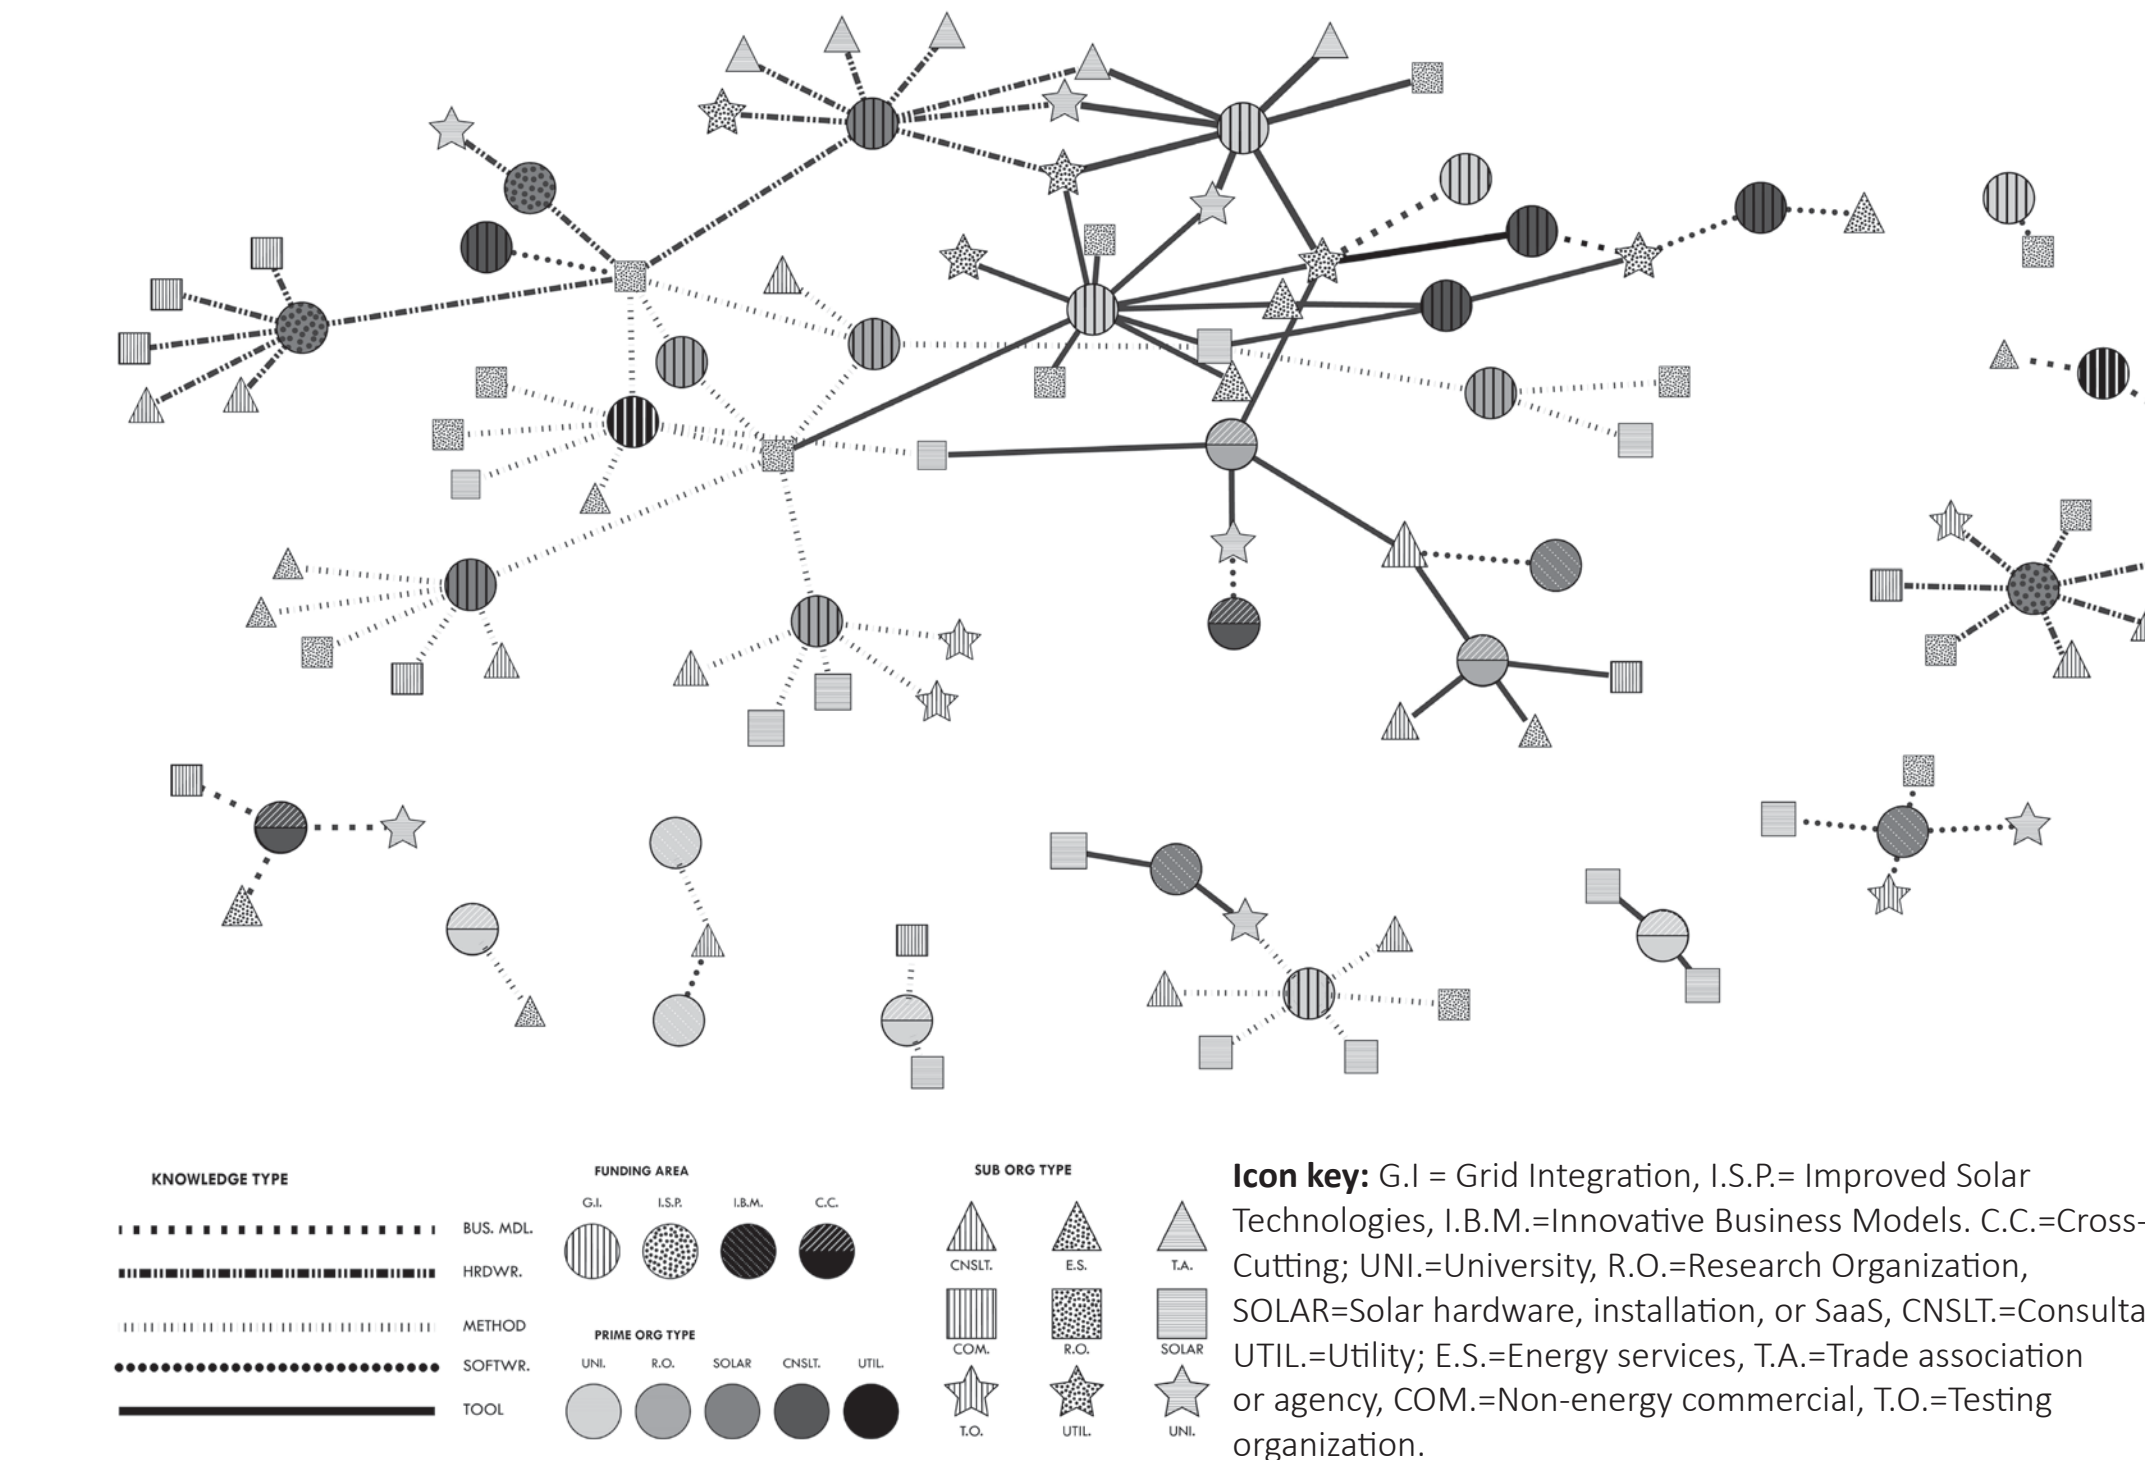 KNOWLEDGE TYPE
BUS. MDL.
HRDWR.
METHOD
SOFTWR.
TOOL
FUNDING AREA
G.I. I.S.P. I.B.M. C.C.
PRIME ORG TYPE
UNI. R.O. SOLAR CNSLT. UTIL.
SUB ORG TYPE
CNSLT. E.S. T.A.
COM. R.O. SOLAR
T.O. UTIL. UNI.
Icon key: G.I = Grid Integration, I.S.P.= Improved Solar
Technologies, I.B.M.=Innovative Business Models. C.C.=Cross-
Cutting; UNI.=University, R.O.=Research Organization,
SOLAR=Solar hardware, installation, or SaaS, CNSLT.=Consulta
UTIL.=Utility; E.S.=Energy services, T.A.=Trade association
or agency, COM.=Non-energy commercial, T.O.=Testing
organization.